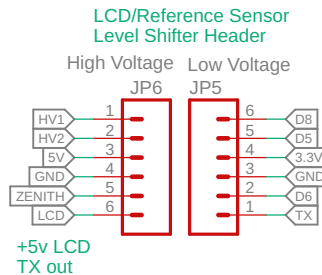 LCD/Reference Sensor
Level Shifter Header
High Voltage Low Voltage
JP6 JP5
HV1 1 6 D8
HV2 2 5 D5
5V 3 4 3.3V
GND 4 3 GND
ZENITH 5 2 D6
LCD 6 1 TX
+5v LCD
TX out